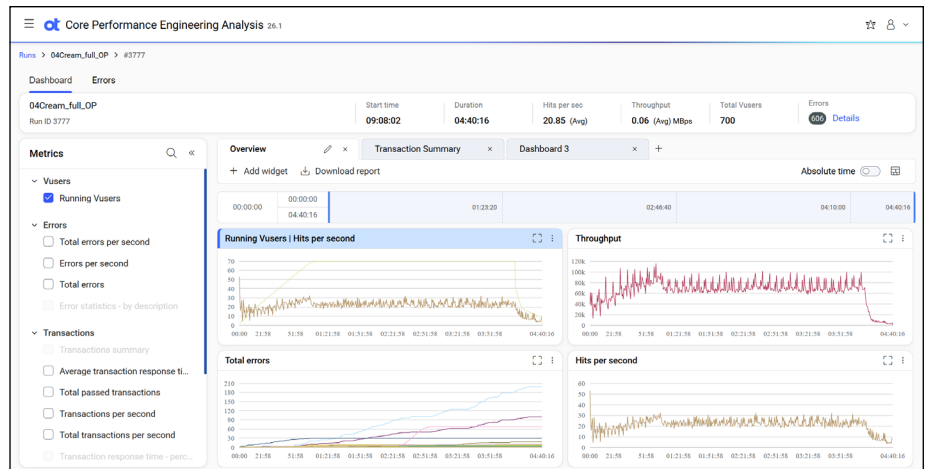 ot Core Performance Engineering Analysis 26.1
Runs > 04Cream_full_OP > #3777
Dashboard Errors
04Cream_full_OP
Run ID 3777
Start time
09:08:02
Duration
04:40:16
Hits per sec
20.85 (Avg)
Throughput
0.06 (Avg) MBps
Total Vusers
700
Errors
606 Details
Metrics
Vusers
Running Vusers
Errors
Total errors per second
Errors per second
Total errors
Error statistics - by description
Transactions
Transactions summary
Average transaction response ti...
Total passed transactions
Transactions per second
Total transactions per second
Transaction response time - perc...
Overview × Transaction Summary × Dashboard 3 × +
+ Add widget Download report Absolute time
00:00:00
00:00:00
04:40:16
01:23:20 02:46:40 04:10:00 04:40:16
Running Vusers | Hits per second
70
60
50
40
30
20
10
0
00:00 21:58 51:58 01:21:58 01:51:58 02:21:58 02:51:58 03:21:58 03:51:58 04:40:16
Throughput
120k
100k
80k
60k
40k
20k
0
00:00 21:58 51:58 01:21:58 01:51:58 02:21:58 02:51:58 03:21:58 03:51:58 04:40:16
Total errors
210
180
150
120
90
60
30
0
00:00 21:58 51:58 01:21:58 01:51:58 02:21:58 02:51:58 03:21:58 03:51:58 04:40:16
Hits per second
60
50
40
30
20
10
0
00:00 21:58 51:58 01:21:58 01:51:58 02:21:58 02:51:58 03:21:58 03:51:58 04:40:16